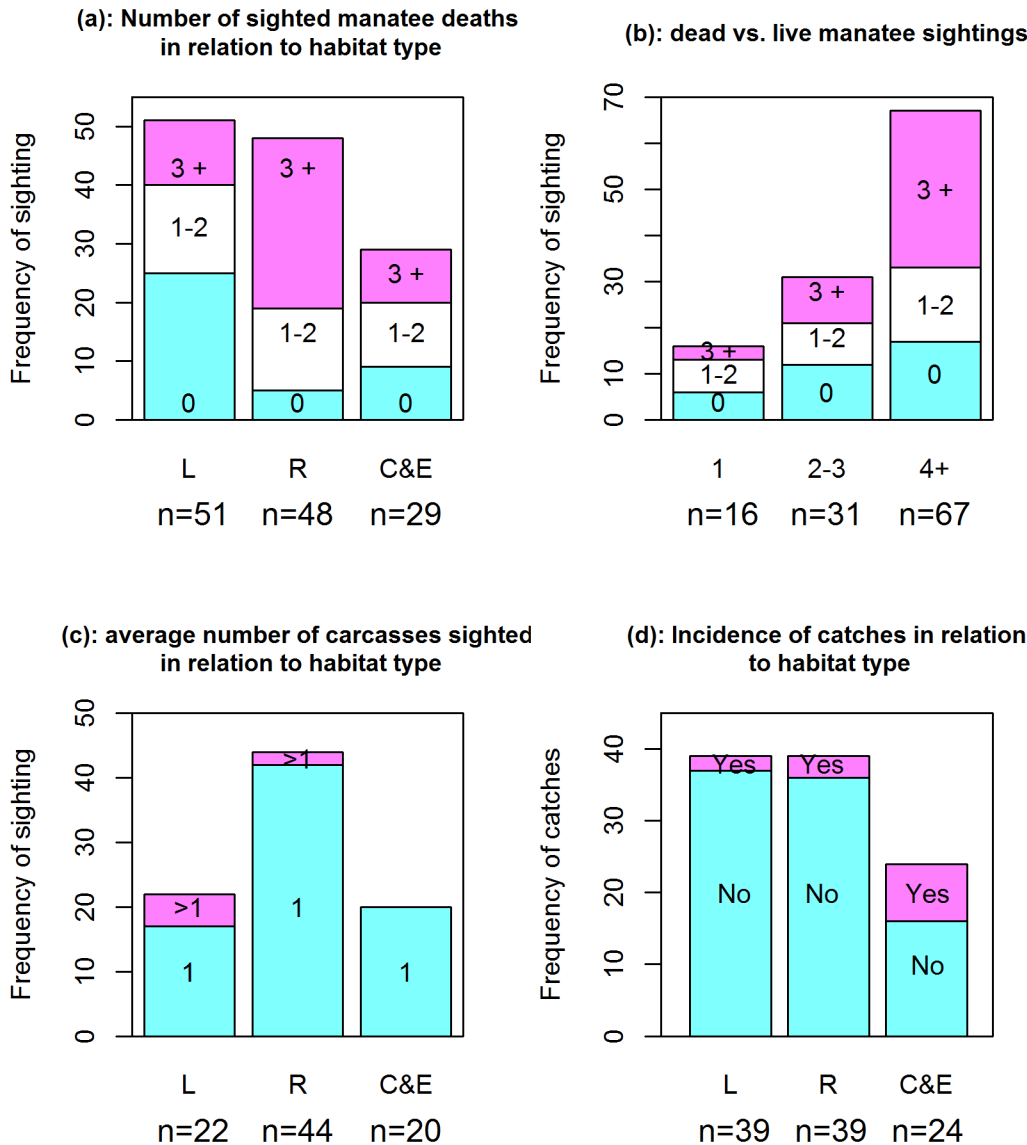 (a): Number of sighted manatee deaths
in relation to habitat type
Frequency of sighting
50
40
30
20
10
0
3 +
3 +
1-2
3 +
1-2
1-2
0
0
0
L
R
C&E
n=51
n=48
n=29
(b): dead vs. live manatee sightings
Frequency of sighting
70
50
30
10
0
3 +
3 +
1-2
3 +
1-2
1-2
0
0
0
1
2-3
4+
n=16
n=31
n=67
(c): average number of carcasses sighted
in relation to habitat type
Frequency of sighting
50
40
30
20
10
0
>1
>1
1
1
1
L
R
C&E
n=22
n=44
n=20
(d): Incidence of catches in relation
to habitat type
Frequency of catches
40
30
20
10
0
Yes
Yes
No
No
Yes
No
L
R
C&E
n=39
n=39
n=24